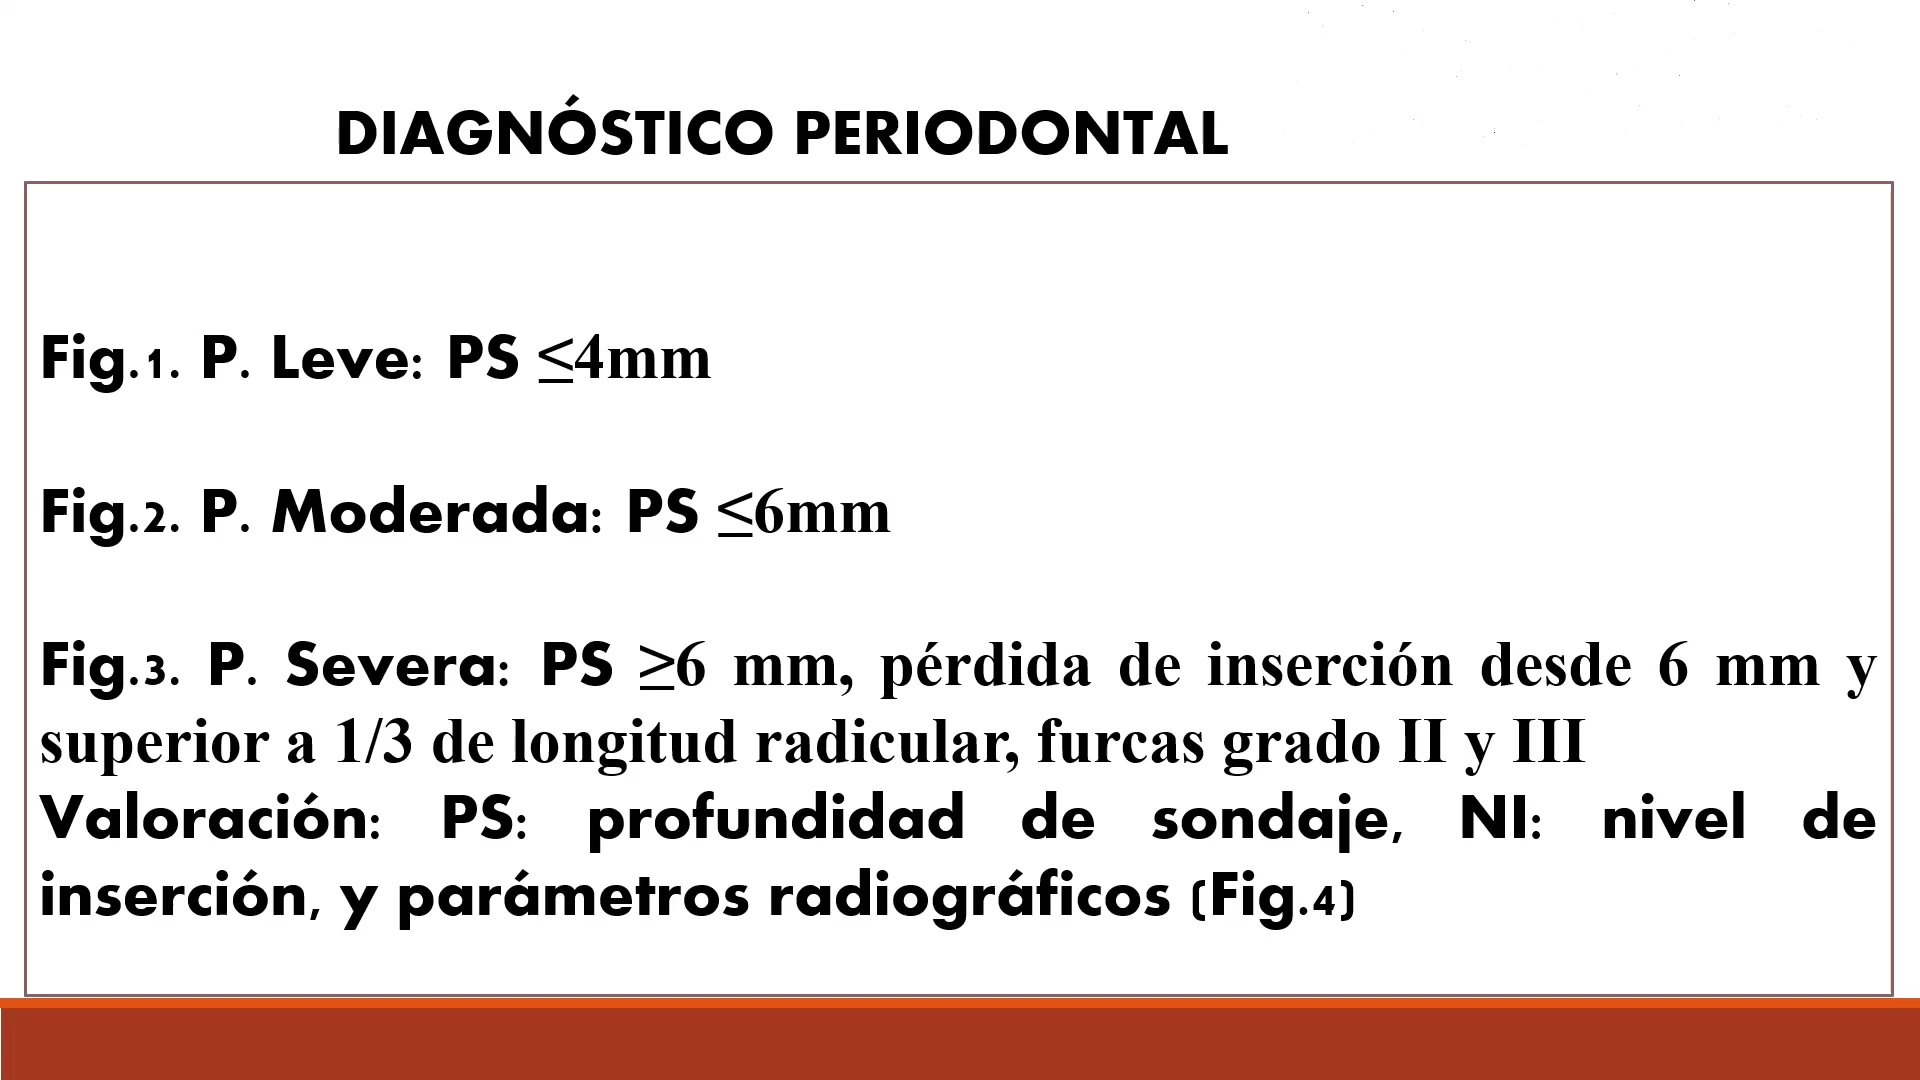 DIAGNÓSTICO PERIODONTAL
Fig.1. P. Leve: PS ≤4mm
Fig.2. P. Moderada: PS ≤6mm
Fig.3. P. Severa: PS ≥6 mm, pérdida de inserción desde 6 mm y
superior a 1/3 de longitud radicular, furcas grado II y III
Valoración: PS: profundidad de sondaje, NI: nivel de
inserción, y parámetros radiográficos (Fig.4)